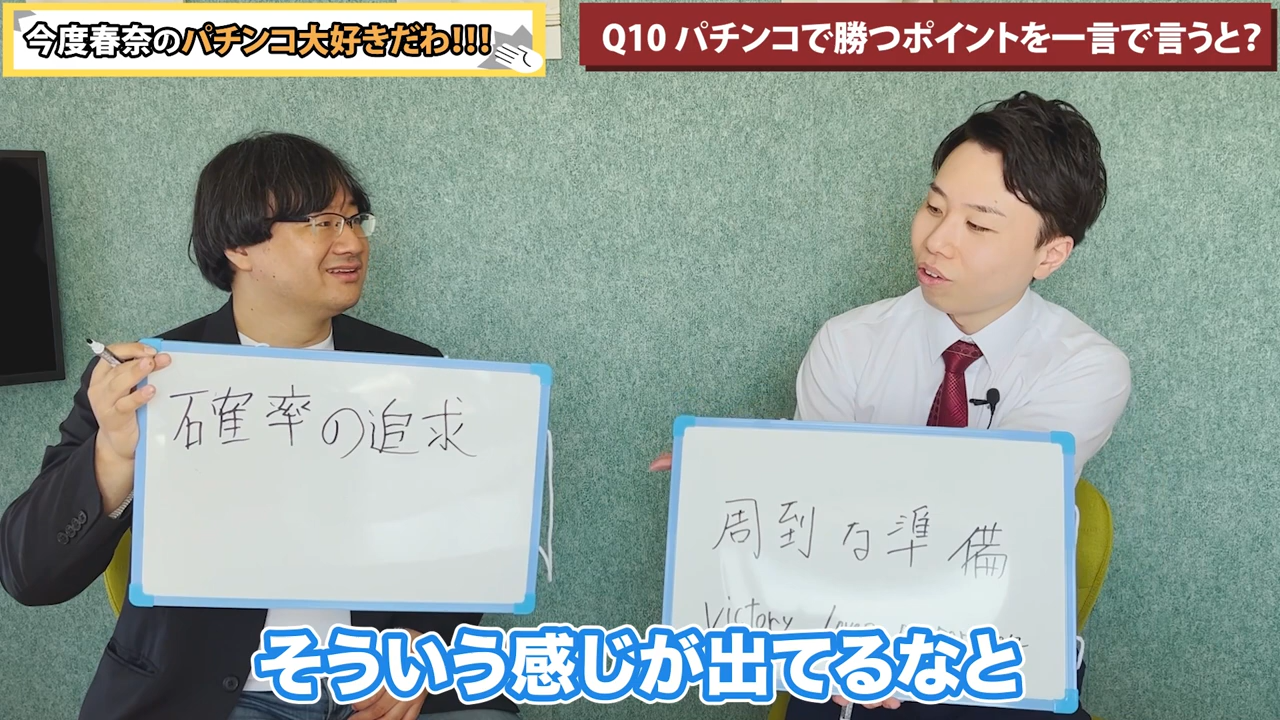 今度春奈のパチンコ大好きだわ!!!
Q10 パチンコで勝つポイントを一言で言うと?
確率の追求
周到な準備
Victory
そういう感じが出てるなと